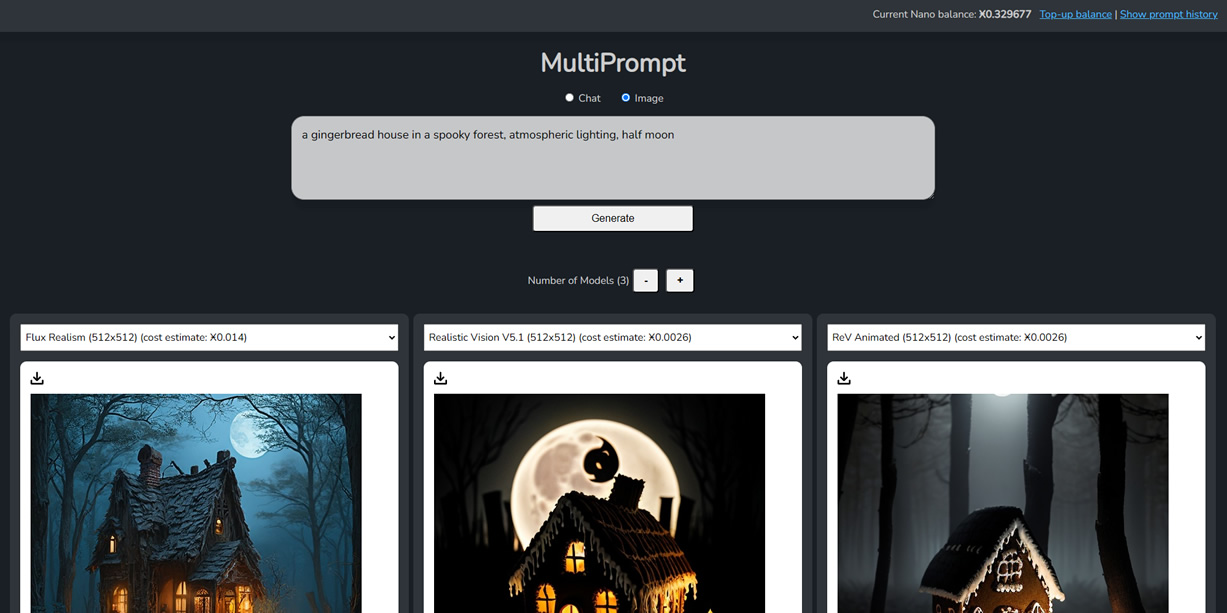 Current Nano balance: Ӿ0.329677 Top-up balance | Show prompt history
MultiPrompt
Chat Image
a gingerbread house in a spooky forest, atmospheric lighting, half moon
Generate
Number of Models (3) - +
Flux Realism (512x512) (cost estimate: Ӿ0.014)
Realistic Vision V5.1 (512x512) (cost estimate: Ӿ0.0026)
ReV Animated (512x512) (cost estimate: Ӿ0.0026)